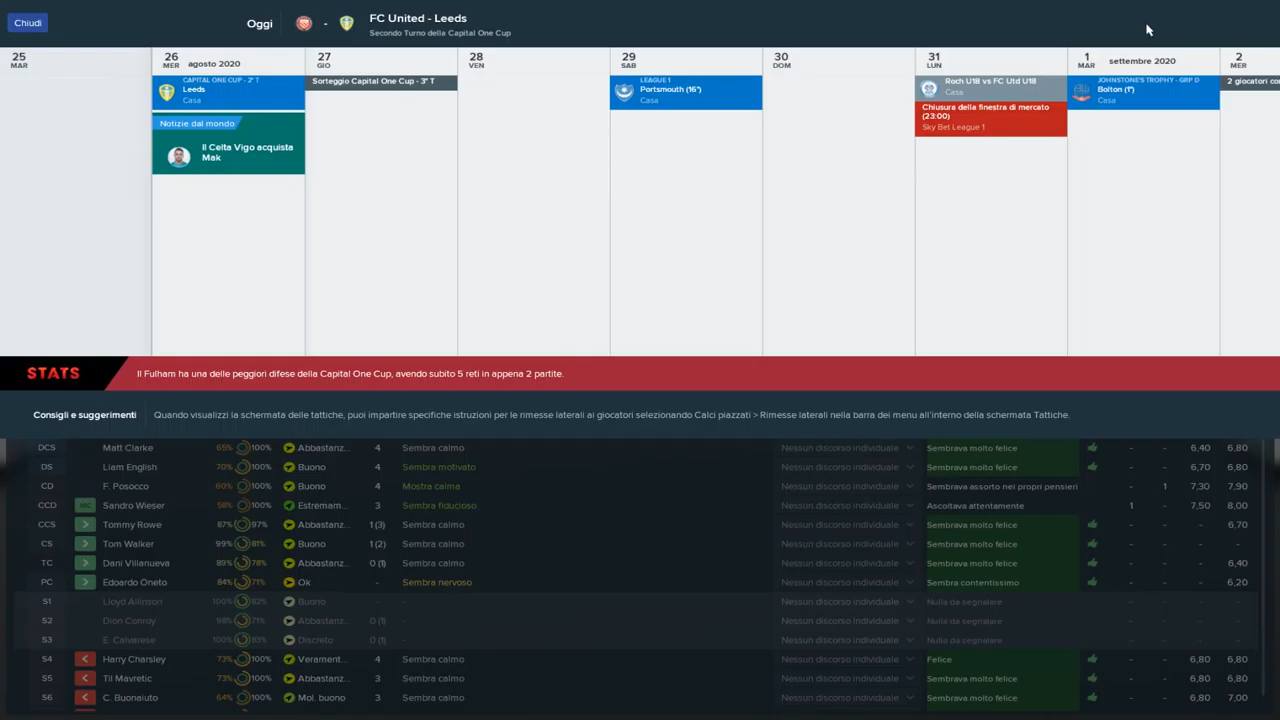 Chiudi
Oggi
-
FC United - Leeds
Secondo Turno della Capital One Cup
25
MAR
26
MER
agosto 2020
27
GIO
28
VEN
29
SAB
30
DOM
31
LUN
1
MAR
settembre 2020
2
MER
CAPITAL ONE CUP - 2° T
Leeds
Casa
Notizie dal mondo
Il Celta Vigo acquista
Mak
Sorteggio Capital One Cup - 3° T
LEAGUE 1
Portsmouth (16°)
Casa
Roch U18 vs FC Utd U18
Casa
Chiusura della finestra di mercato
(23:00)
Sky Bet League 1
JOHNSTONE'S TROPHY - GRP D
Bolton (1°)
Casa
2 giocatori co
STATS
Il Fulham ha una delle peggiori difese della Capital One Cup, avendo subito 5 reti in appena 2 partite.
Consigli e suggerimenti
Quando visualizzi la schermata delle tattiche, puoi impartire specifiche istruzioni per le rimesse laterali ai giocatori selezionando Calci piazzati > Rimesse laterali nella barra dei menu all'interno della schermata Tattiche.
DCS Matt Clarke 65% 100% Abbastanz... 4 Sembra calmo Nessun discorso individuale Sembrava molto felice - - 6,40 6,80
DS Liam English 70% 100% Buono 4 Sembra motivato Nessun discorso individuale Sembrava molto felice - - 6,70 6,80
CD F. Posocco 60% 100% Buono 4 Mostra calma Nessun discorso individuale Sembrava assorto nei propri pensieri - 1 7,30 7,90
CCD MC Sandro Wieser 58% 100% Estremam... 3 Sembra fiducioso Nessun discorso individuale Ascoltava attentamente 1 - 7,50 8,00
CCS > Tommy Rowe 87% 97% Abbastanz... 1 (3) Sembra calmo Nessun discorso individuale Sembrava molto felice - - - 6,70
CS > Tom Walker 99% 81% Buono 1 (2) Sembra calmo Nessun discorso individuale Sembrava molto felice - - - -
TC > Dani Villanueva 89% 78% Abbastanz... 0 (1) Sembra calmo Nessun discorso individuale Sembrava molto felice - - - 6,40
PC > Edoardo Oneto 84% 71% Ok - Sembra nervoso Nessun discorso individuale Sembra contentissimo - - - 6,20
S1 Lloyd Allinson 100% 82% Buono - - Nessun discorso individuale Nulla da segnalare - - - -
S2 Dion Conroy 98% 71% Abbastanz... 0 (1) - Nessun discorso individuale Nulla da segnalare - - - -
S3 E. Calvarese 100% 83% Discreto 0 (1) - Nessun discorso individuale Nulla da segnalare - - - -
S4 < Harry Charsley 73% 100% Verament... 4 Sembra calmo Nessun discorso individuale Felice - - 6,80 6,80
S5 < Til Mavretic 73% 100% Abbastanz... 3 Sembra calmo Nessun discorso individuale Sembrava molto felice - - 6,80 6,80
S6 < C. Buonaiuto 64% 100% Mol. buono 3 Sembra calmo Nessun discorso individuale Sembrava molto felice - - 6,80 7,00